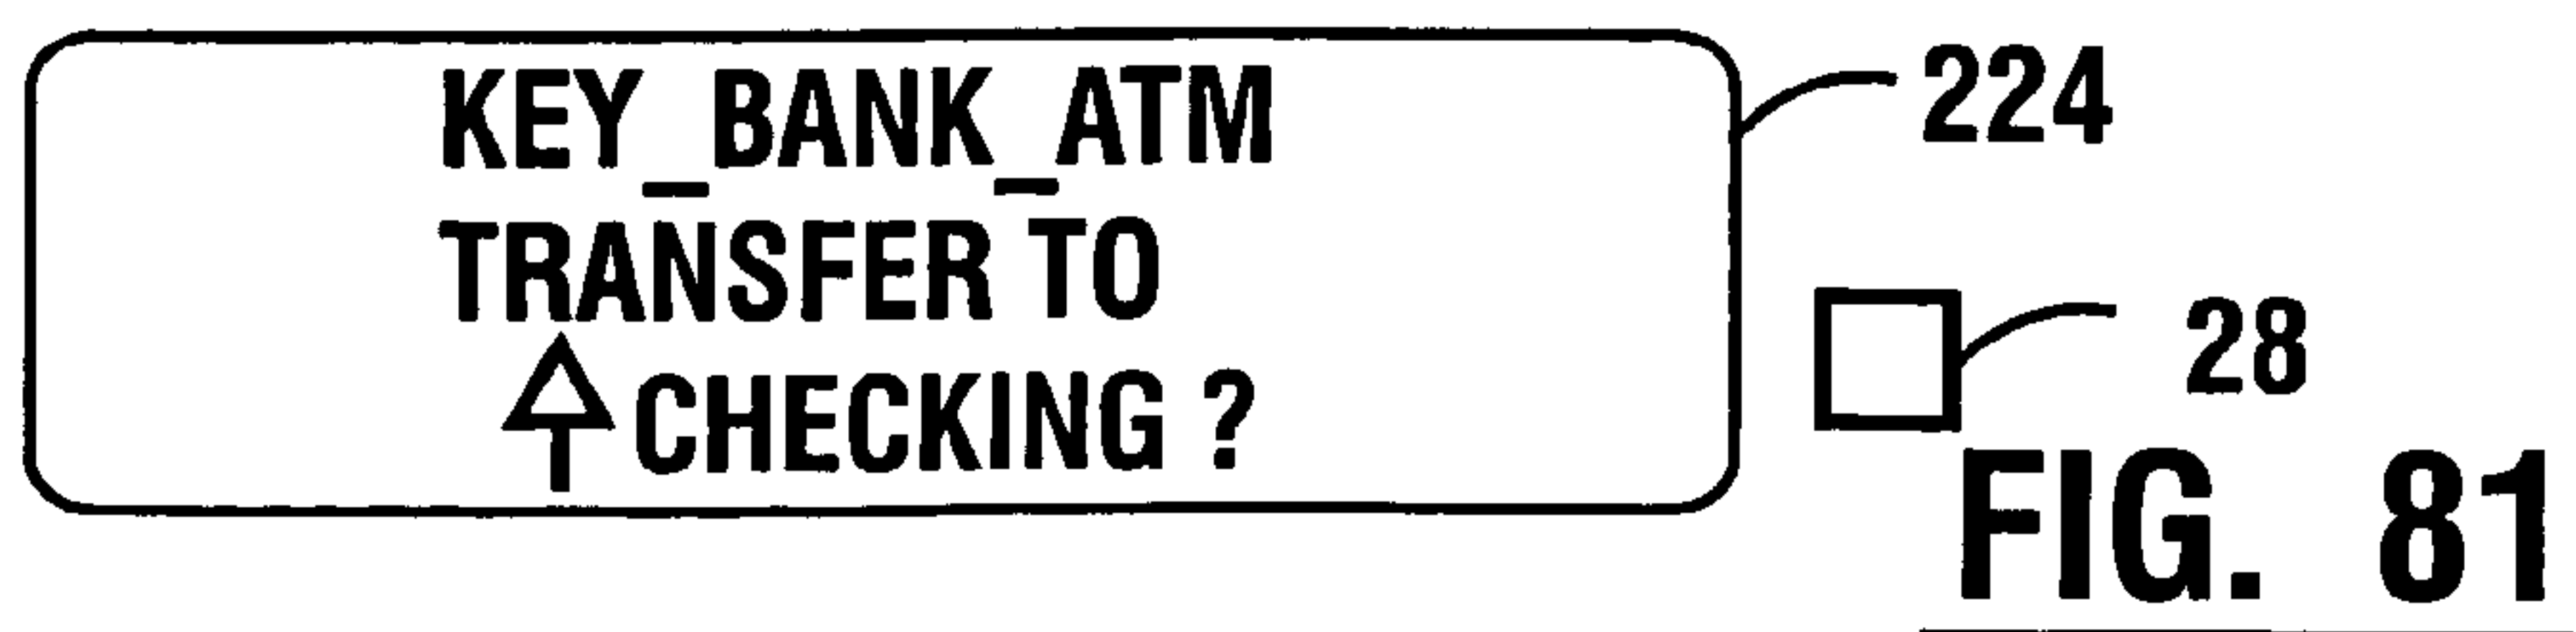 KEY_BANK_ATM
TRANSFER TO
CHECKING ?
224
28
FIG. 81